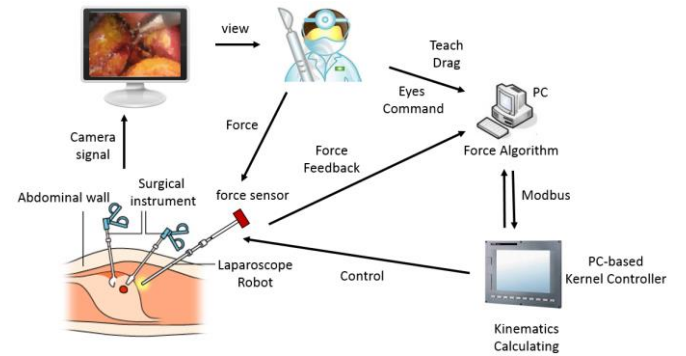 view
Teach
Drag
Eyes
Command
PC
Force Algorithm
Camera
signal
Force
Force
Feedback
Modbus
Abdominal wall
Surgical
instrument
force sensor
Laparoscope
Robot
Control
PC-based
Kernel Controller
Kinematics
Calculating